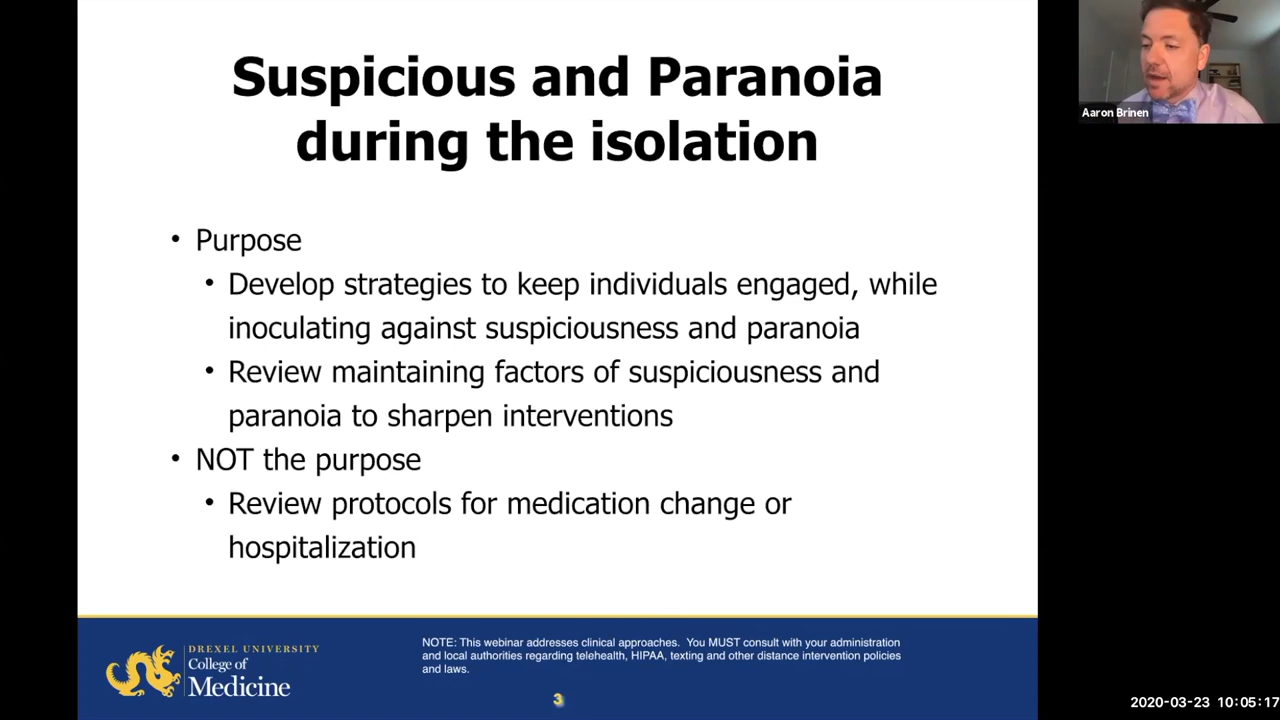 Suspicious and Paranoia
during the isolation
Aaron Brinen
• Purpose
• Develop strategies to keep individuals engaged, while
inoculating against suspiciousness and paranoia
• Review maintaining factors of suspiciousness and
paranoia to sharpen interventions
• NOT the purpose
• Review protocols for medication change or
hospitalization
DREXEL UNIVERSITY
College of
Medicine
NOTE: This webinar addresses clinical approaches. You MUST consult with your administration
and local authorities regarding telehealth, HIPAA, texting and other distance intervention policies
and laws.
3
2020-03-23 10:05:17